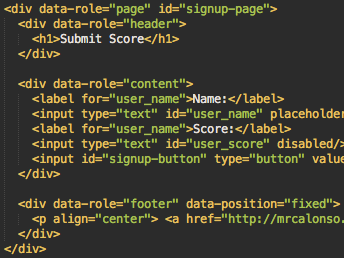 <div data-role="page" id="signup-page">
<div data-role="header">
<h1>Submit Score</h1>
</div>
<div data-role="content">
<label for="user_name">Name:</label>
<input type="text" id="user_name" placeholder
<label for="user_name">Score:</label>
<input type="text" id="user_score" disabled/>
<input id="signup-button" type="button" value
</div>
<div data-role="footer" data-position="fixed">
<p align="center"> <a href="http://mrcalonso.
</div>
</div>